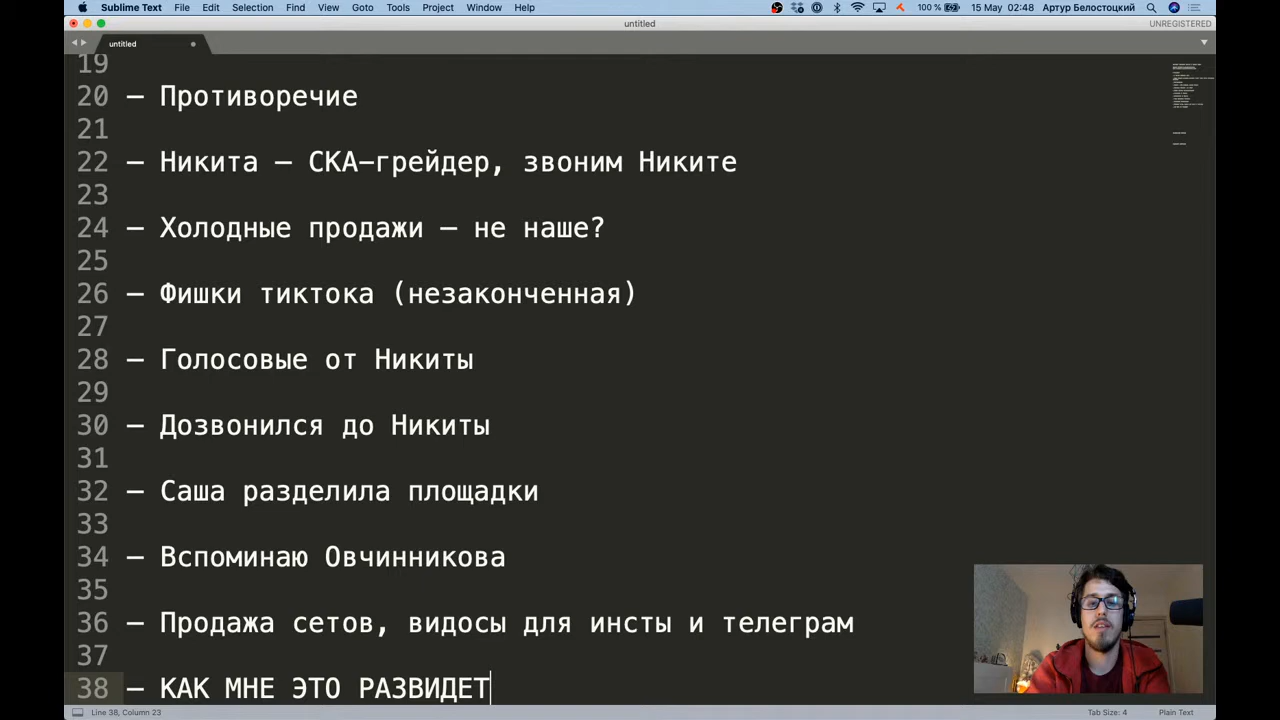 Sublime Text File Edit Selection Find View Goto Tools Project Window Help 100 % 15 May 02:48 Артур Белостоцкий
untitled UNREGISTERED
untitled
19
20 — Противоречие
21
22 — Никита — СКА-грейдер, звоним Никите
23
24 — Холодные продажи — не наше?
25
26 — Фишки тиктока (незаконченная)
27
28 — Голосовые от Никиты
29
30 — Дозвонился до Никиты
31
32 — Саша разделила площадки
33
34 — Вспоминаю Овчинникова
35
36 — Продажа сетов, видосы для инсты и телеграм
37
38 — КАК МНЕ ЭТО РАЗВИДЕТ
Line 38, Column 23 Tab Size: 4 Plain Text